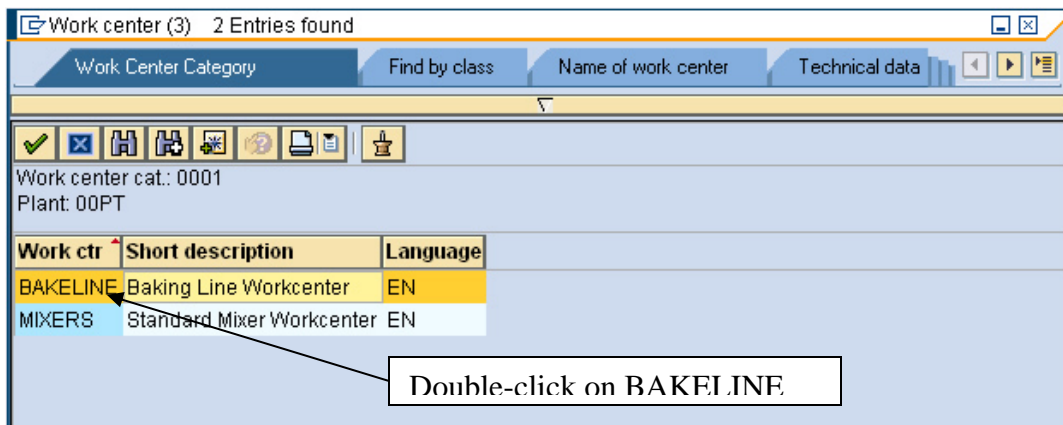 Work center (3) 2 Entries found
Work Center Category Find by class Name of work center Technical data
Work center cat.: 0001
Plant: 00PT
Work ctr Short description Language
BAKELINE Baking Line Workcenter EN
MIXERS Standard Mixer Workcenter EN
Double-click on BAKELINE